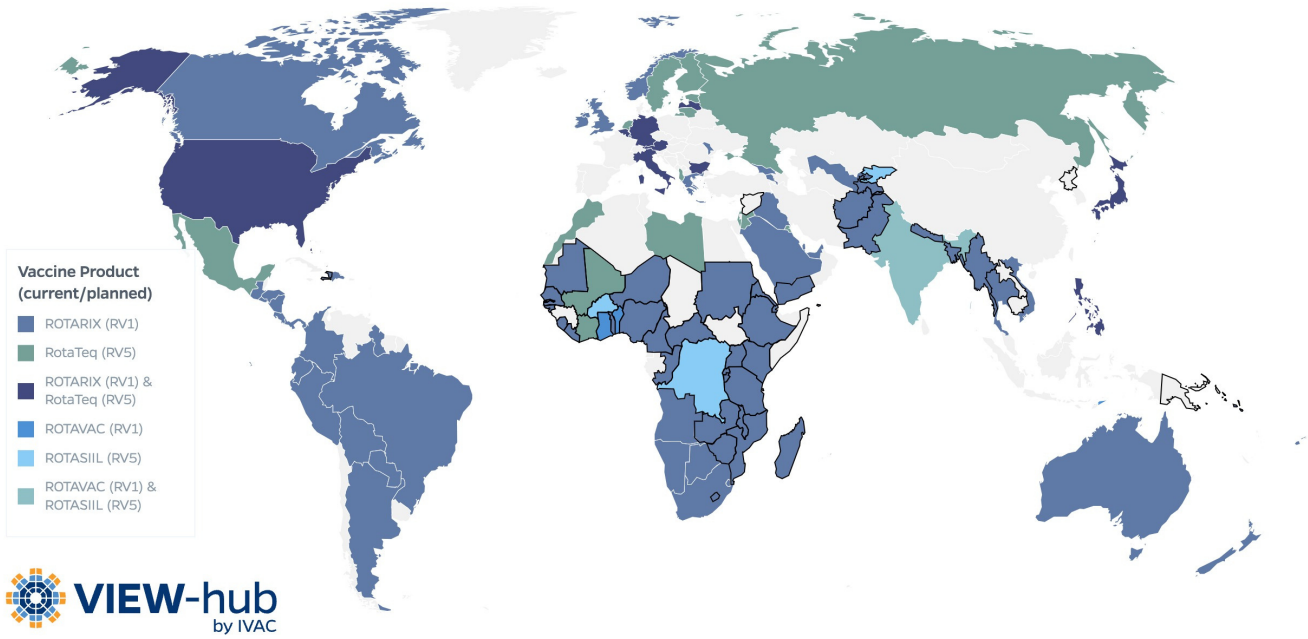 Vaccine Product
(current/planned)
ROTARIX (RV1)
RotaTeq (RV5)
ROTARIX (RV1) &
RotaTeq (RV5)
ROTAVAC (RV1)
ROTASIIL (RV5)
ROTAVAC (RV1) &
ROTASIIL (RV5)
VIEW-hub
by IVAC